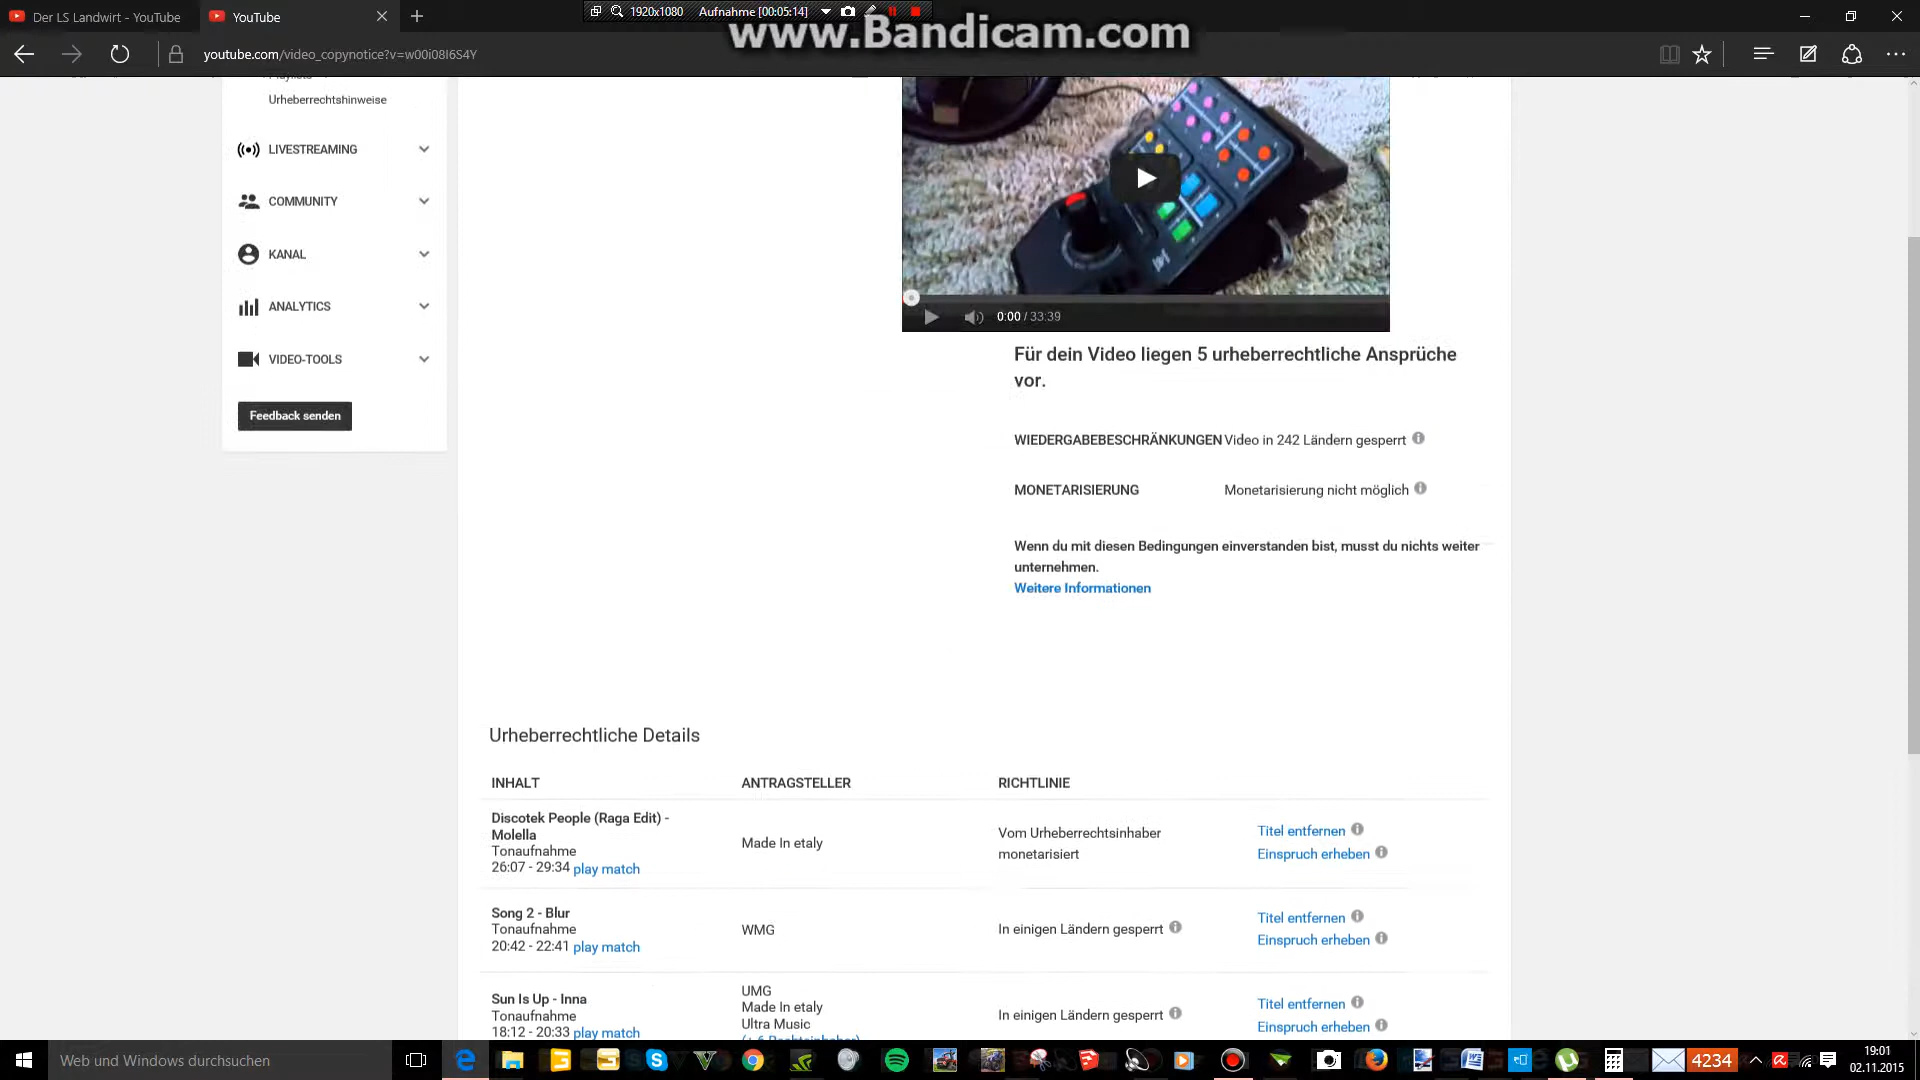 Der LS Landwirt - YouTube
YouTube
1920x1080
Aufnahme [00:05:14]
www.Bandicam.com
youtube.com/video_copynotice?v=w00i08I6S4Y
Urheberrechtshinweise
LIVESTREAMING
COMMUNITY
KANAL
ANALYTICS
VIDEO-TOOLS
Feedback senden
0:00 / 33:39
Für dein Video liegen 5 urheberrechtliche Ansprüche
vor.
WIEDERGABEBESCHRÄNKUNGEN Video in 242 Ländern gesperrt
MONETARISIERUNG Monetarisierung nicht möglich
Wenn du mit diesen Bedingungen einverstanden bist, musst du nichts weiter
unternehmen.
Weitere Informationen
Urheberrechtliche Details
INHALT ANTRAGSTELLER RICHTLINIE
Discotek People (Raga Edit) -
Molella
Tonaufnahme
26:07 - 29:34 play match
Made In etaly
Vom Urheberrechtsinhaber
monetarisiert
Titel entfernen
Einspruch erheben
Song 2 - Blur
Tonaufnahme
20:42 - 22:41 play match
WMG
In einigen Ländern gesperrt
Titel entfernen
Einspruch erheben
Sun Is Up - Inna
Tonaufnahme
18:12 - 20:33 play match
UMG
Made In etaly
Ultra Music
In einigen Ländern gesperrt
Titel entfernen
Einspruch erheben
Web und Windows durchsuchen
4234
19:01
02.11.2015